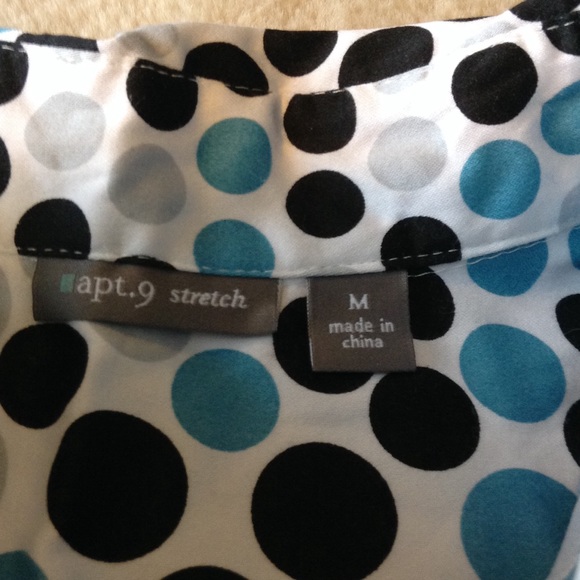 apt.9 stretch
M
made in
china